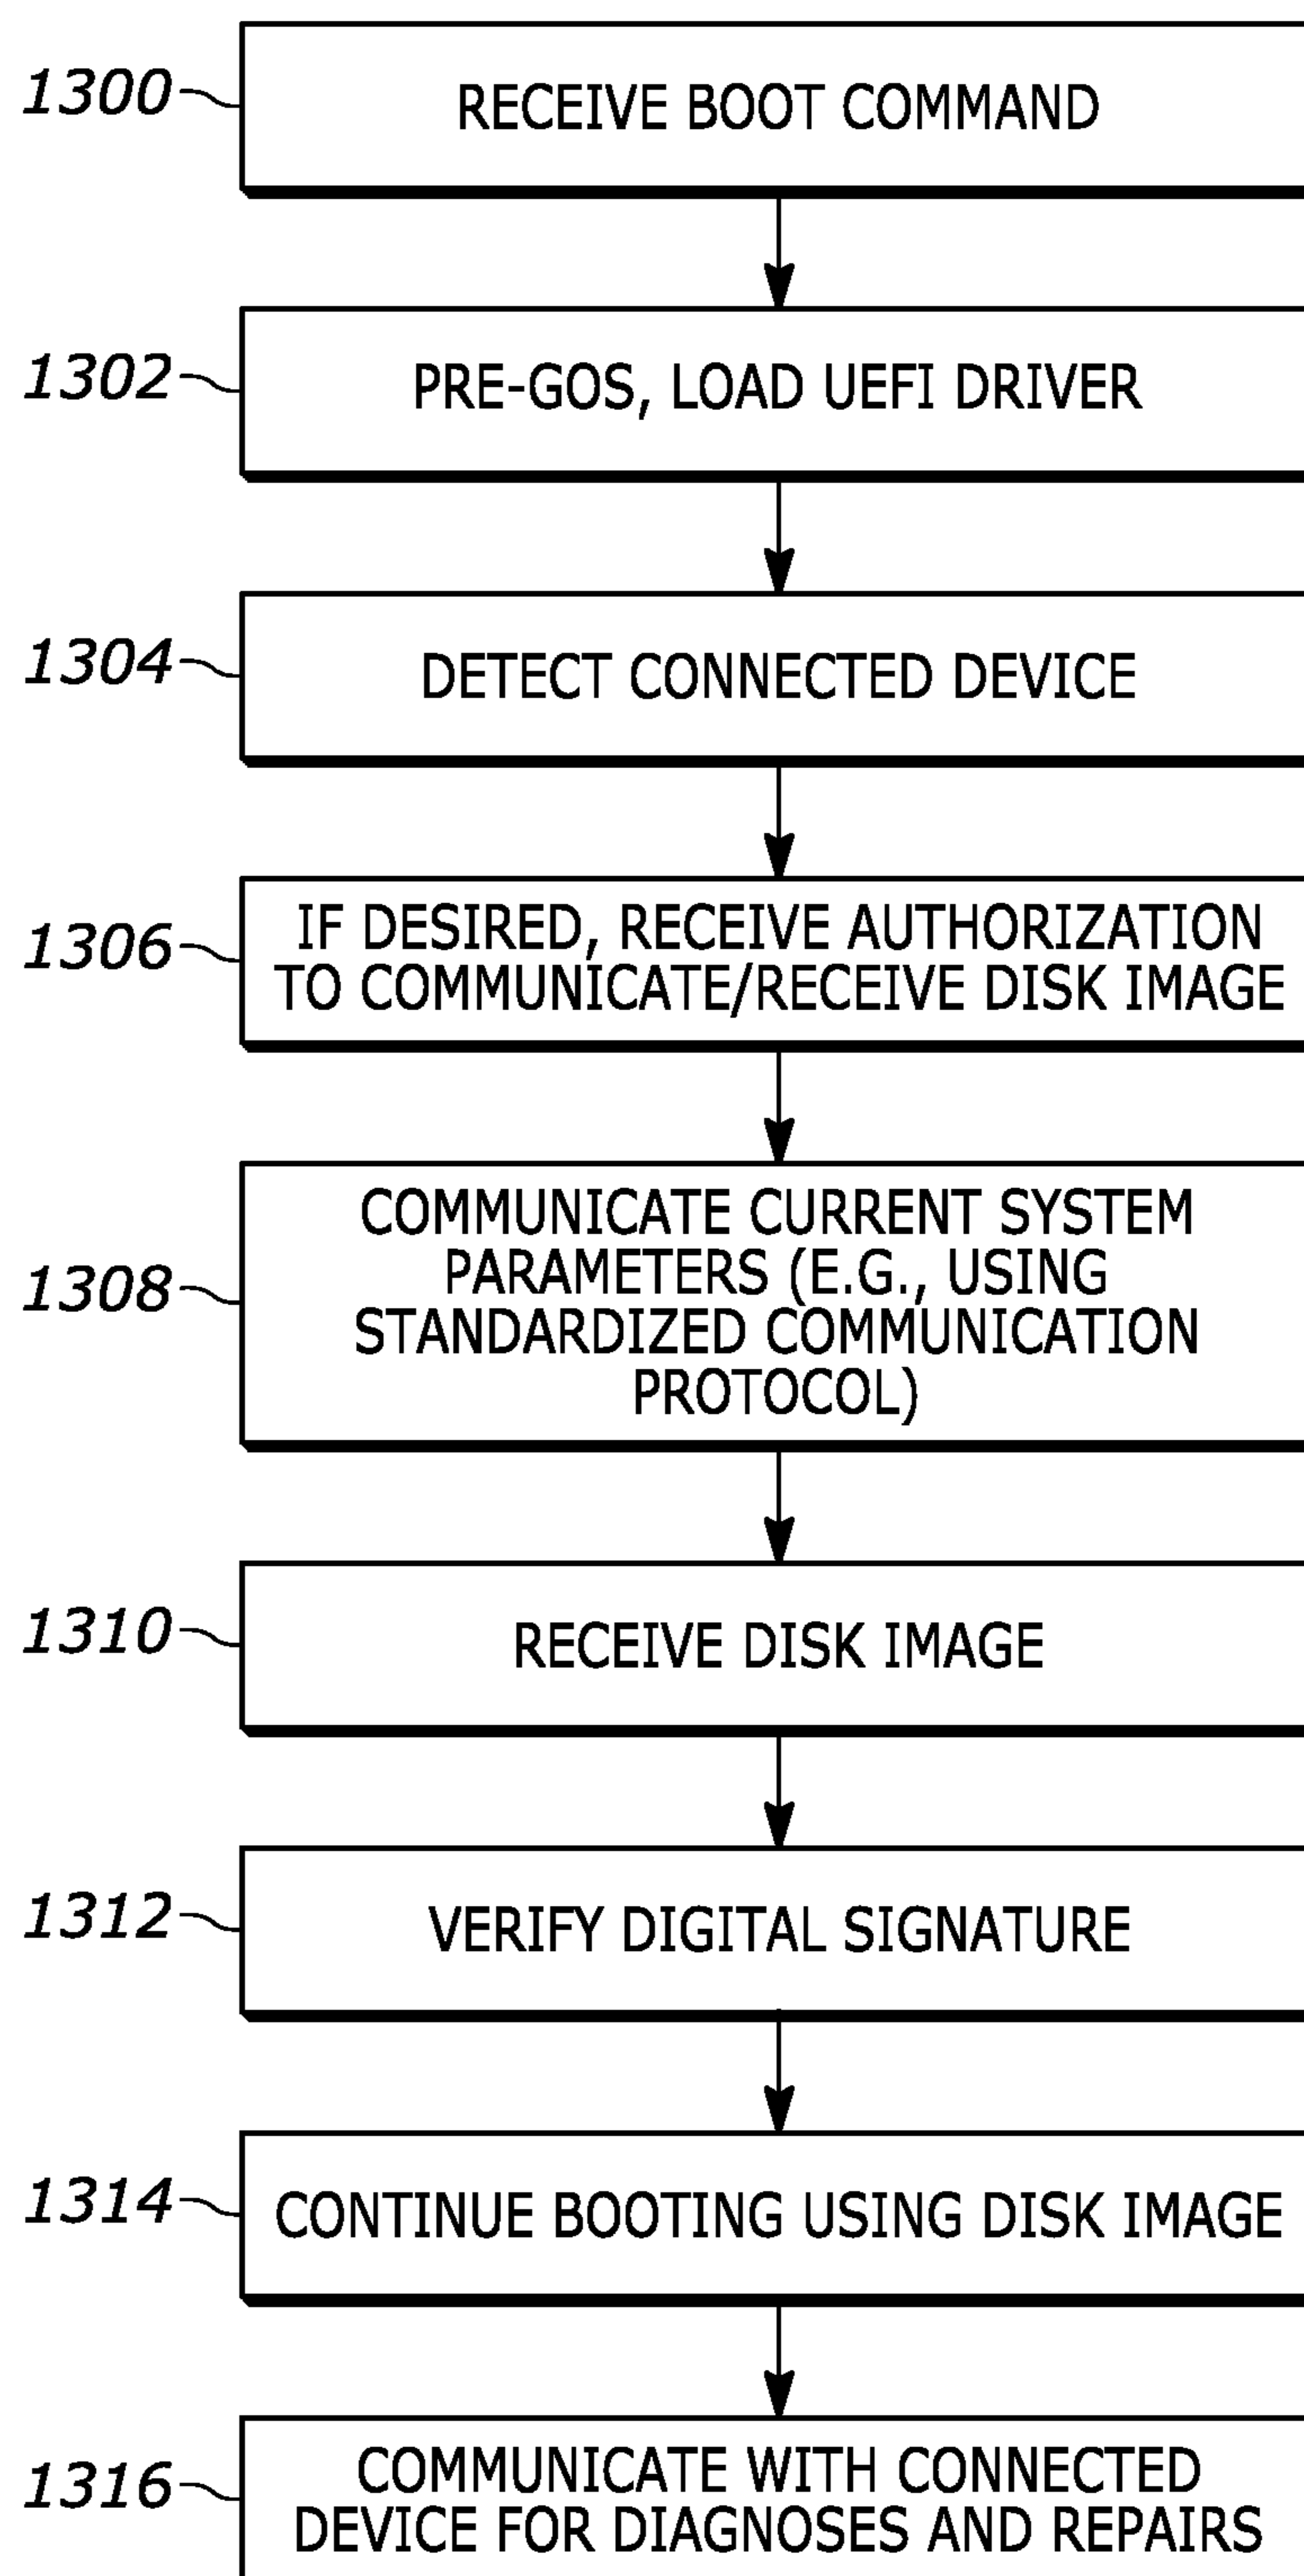 1300
RECEIVE BOOT COMMAND
1302
PRE-GOS, LOAD UEFI DRIVER
1304
DETECT CONNECTED DEVICE
1306
IF DESIRED, RECEIVE AUTHORIZATION
TO COMMUNICATE/RECEIVE DISK IMAGE
1308
COMMUNICATE CURRENT SYSTEM
PARAMETERS (E.G., USING
STANDARDIZED COMMUNICATION
PROTOCOL)
1310
RECEIVE DISK IMAGE
1312
VERIFY DIGITAL SIGNATURE
1314
CONTINUE BOOTING USING DISK IMAGE
1316
COMMUNICATE WITH CONNECTED
DEVICE FOR DIAGNOSES AND REPAIRS